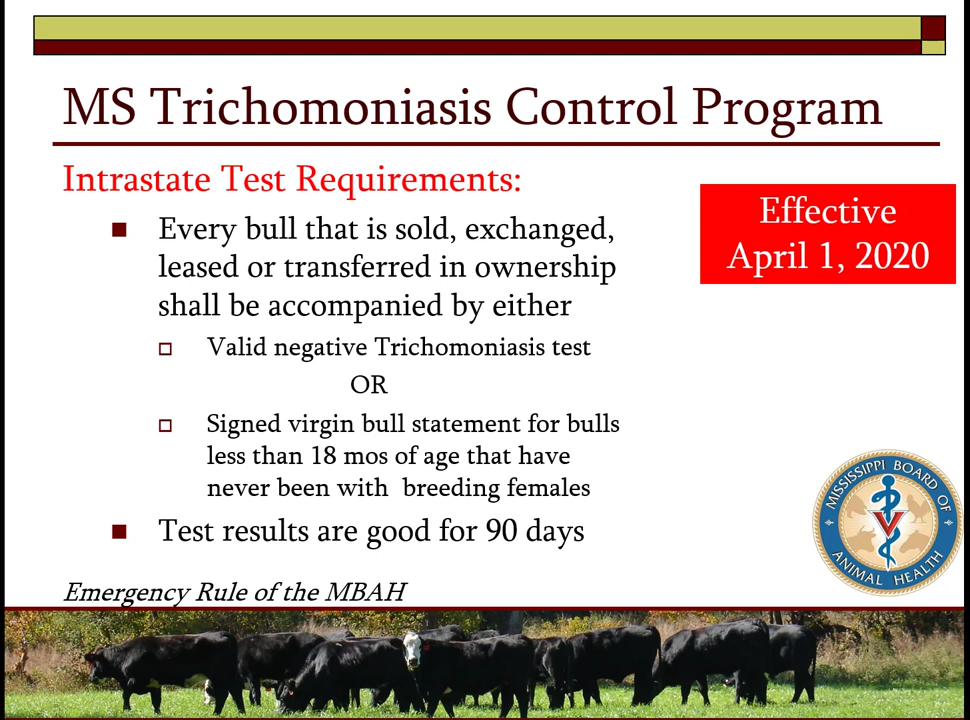 MS Trichomoniasis Control Program
Intrastate Test Requirements:
Effective
April 1, 2020
■ Every bull that is sold, exchanged,
leased or transferred in ownership
shall be accompanied by either
□ Valid negative Trichomoniasis test
OR
□ Signed virgin bull statement for bulls
less than 18 mos of age that have
never been with breeding females
■ Test results are good for 90 days
Emergency Rule of the MBAH
MISSISSIPPI BOARD OF
ANIMAL HEALTH
V